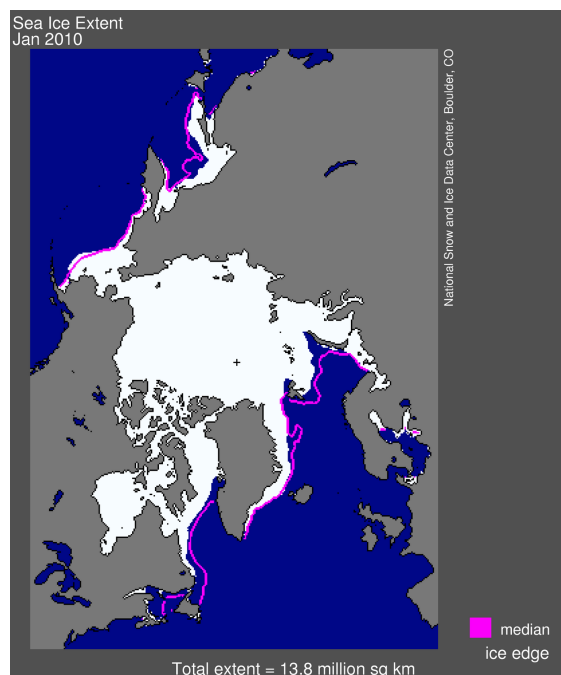 Sea Ice Extent
Jan 2010
National Snow and Ice Data Center, Boulder, CO
median
ice edge
Total extent = 13.8 million sq km